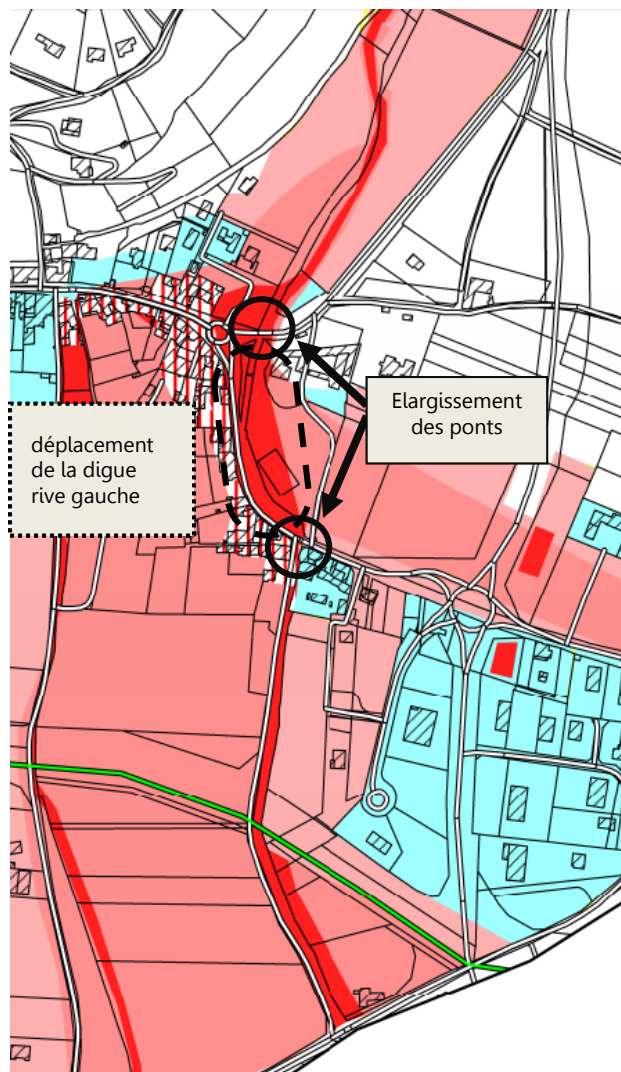 Elargissement
des ponts
déplacement
de la digue
rive gauche